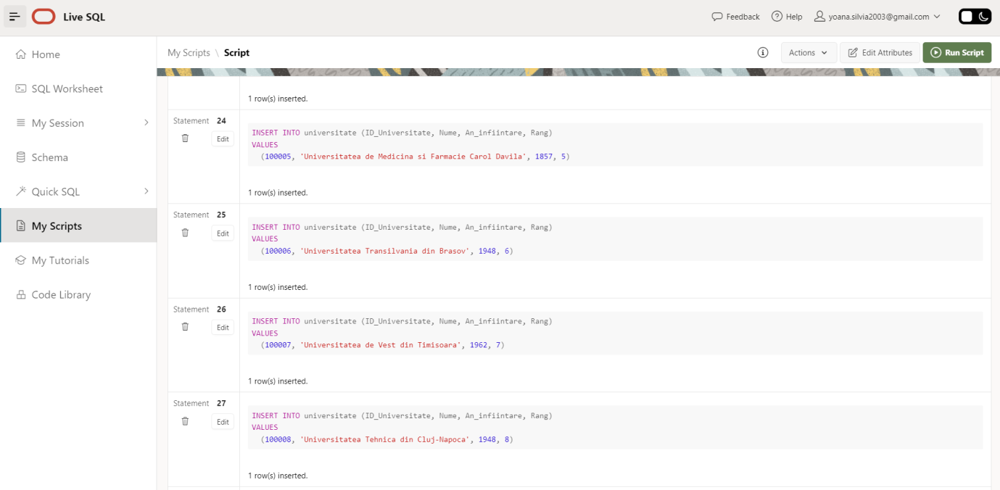 Live SQL
Feedback
Help
yoana.silvia2003@gmail.com
Home
SQL Worksheet
My Session
Schema
Quick SQL
My Scripts
My Tutorials
Code Library
My Scripts \ Script
Actions
Edit Attributes
Run Script
1 row(s) inserted.
Statement 24
Edit
INSERT INTO universitate (ID_Universitate, Nume, An_infiintare, Rang)
VALUES
(100005, 'Universitatea de Medicina si Farmacie Carol Davila', 1857, 5)
1 row(s) inserted.
Statement 25
Edit
INSERT INTO universitate (ID_Universitate, Nume, An_infiintare, Rang)
VALUES
(100006, 'Universitatea Transilvania din Brasov', 1948, 6)
1 row(s) inserted.
Statement 26
Edit
INSERT INTO universitate (ID_Universitate, Nume, An_infiintare, Rang)
VALUES
(100007, 'Universitatea de Vest din Timisoara', 1962, 7)
1 row(s) inserted.
Statement 27
Edit
INSERT INTO universitate (ID_Universitate, Nume, An_infiintare, Rang)
VALUES
(100008, 'Universitatea Tehnica din Cluj-Napoca', 1948, 8)
1 row(s) inserted.